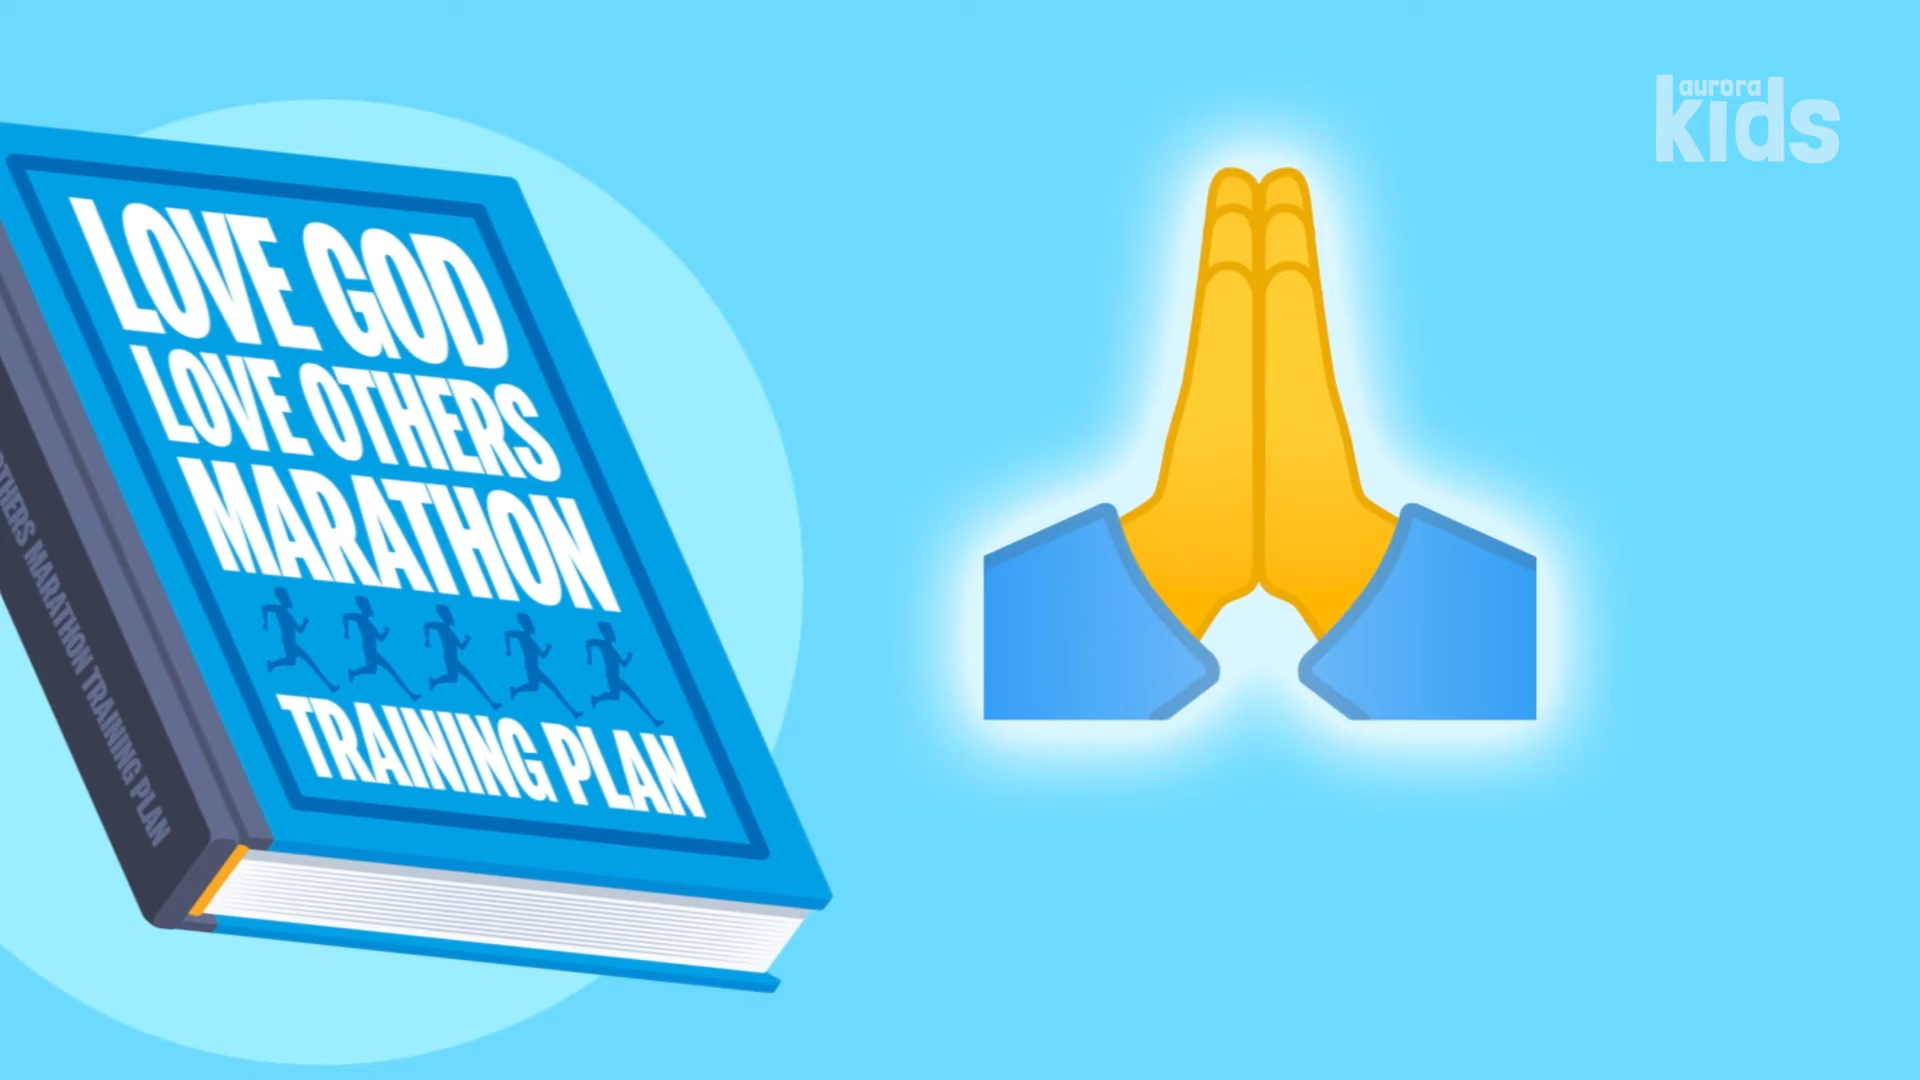 LOVE GOD
LOVE OTHERS
MARATHON
TRAINING PLAN
OTHERS MARATHON TRAINING PLAN
aurora
kids